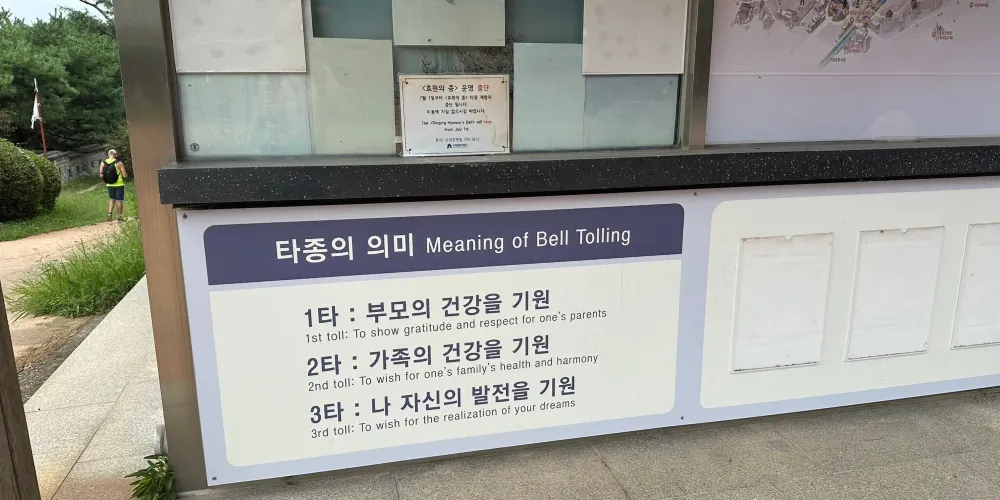 <효원의 종> 운영 중단
The <Ringing Hyowon's Bell> will stop
from July 1st.
타종의 의미 Meaning of Bell Tolling
1타 : 부모의 건강을 기원
1st toll: To show gratitude and respect for one's parents
2타 : 가족의 건강을 기원
2nd toll: To wish for one's family's health and harmony
3타 : 나 자신의 발전을 기원
3rd toll: To wish for the realization of your dreams